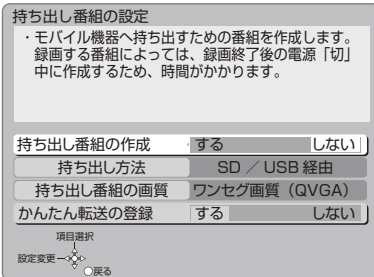 持ち出し番組の設定
・モバイル機器へ持ち出すための番組を作成します。
録画する番組によっては、録画終了後の電源「切」
中に作成するため、時間がかかります。
持ち出し番組の作成 する しない
持ち出し方法 SD ／ USB 経由
持ち出し番組の画質 ワンセグ画質（QVGA）
かんたん転送の登録 する しない
項目選択
設定変更
戻る